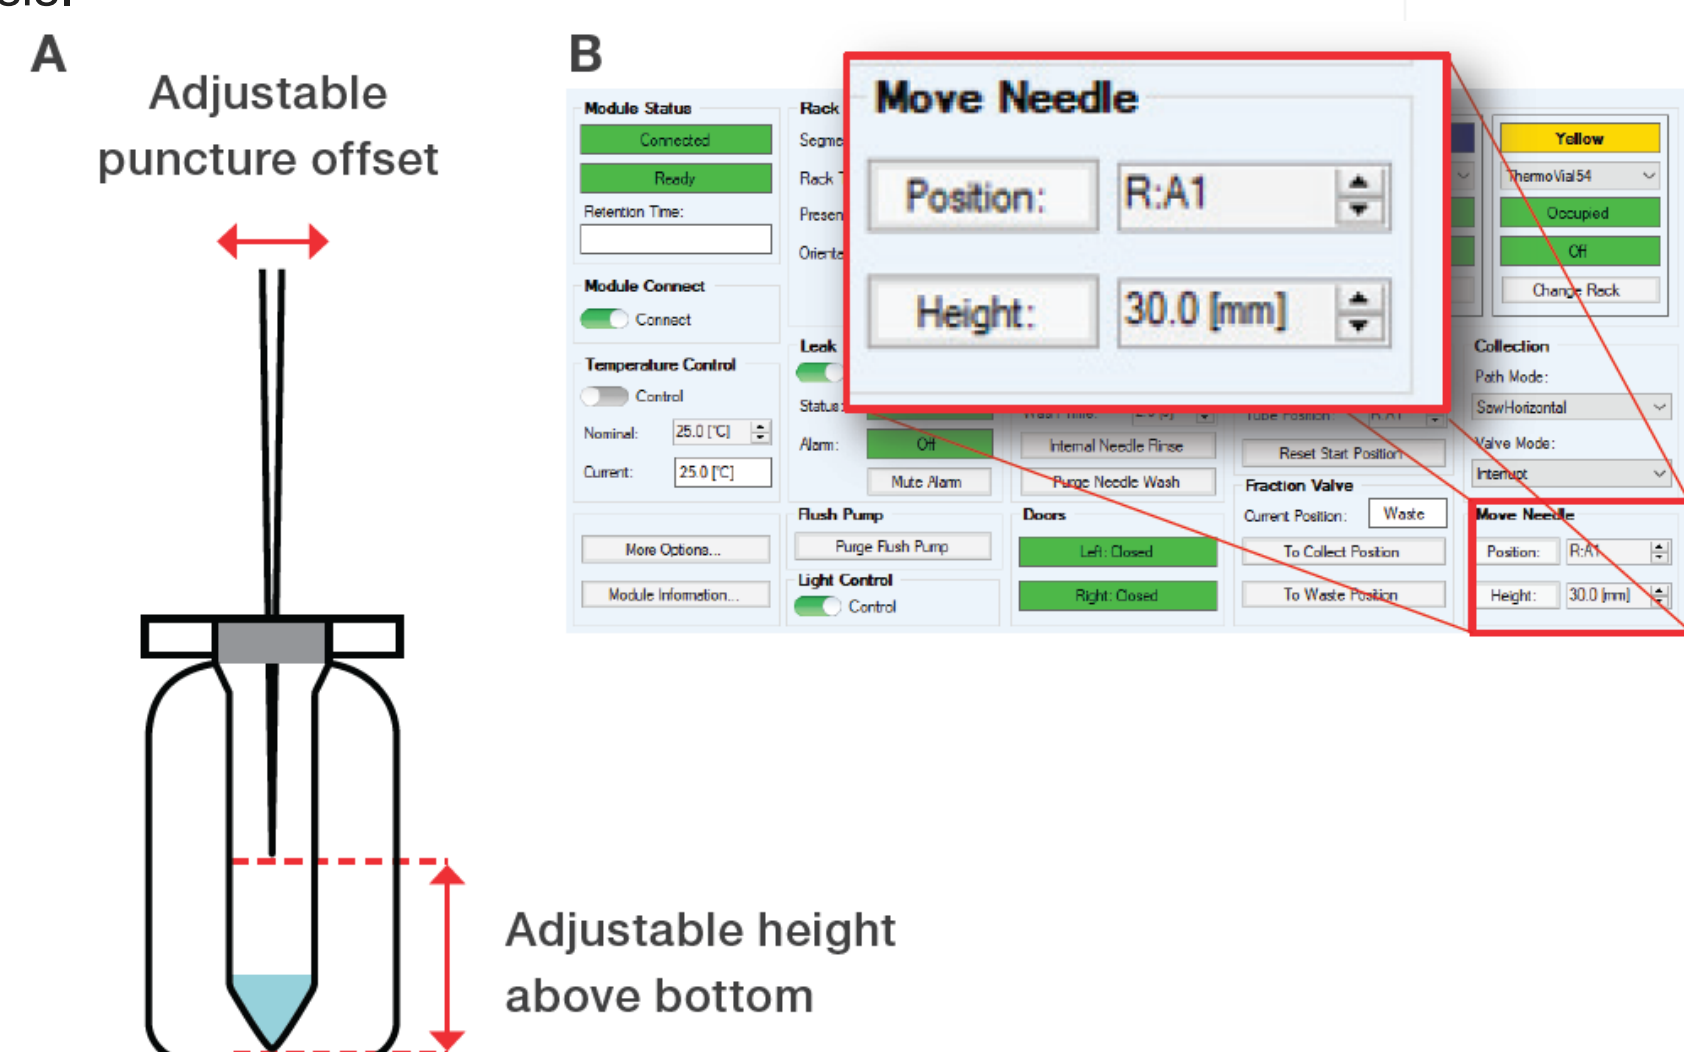 A
Adjustable
puncture offset
Adjustable height
above bottom
B
Module Status
Connected
Ready
Retention Time:
Module Connect
Connect
Temperature Control
Control
Nominal: 25.0 [°C]
Current: 25.0 [°C]
More Options...
Module Information...
Rack
Leak
Status:
Alarm: Off
Mute Alarm
Flush Pump
Purge Flush Pump
Light Control
Control
Move Needle
Position: R:A1
Height: 30.0 [mm]
Internal Needle Rinse
Purge Needle Wash
Doors
Left: Closed
Right: Closed
Tube Position: R:A1
Reset Start Position
Fraction Valve
Current Position: Waste
To Collect Position
To Waste Position
Yellow
ThermoVial54
Occupied
Off
Change Rack
Collection
Path Mode:
SawHorizontal
Valve Mode:
Interrupt
Move Needle
Position: R:A1
Height: 30.0 [mm]